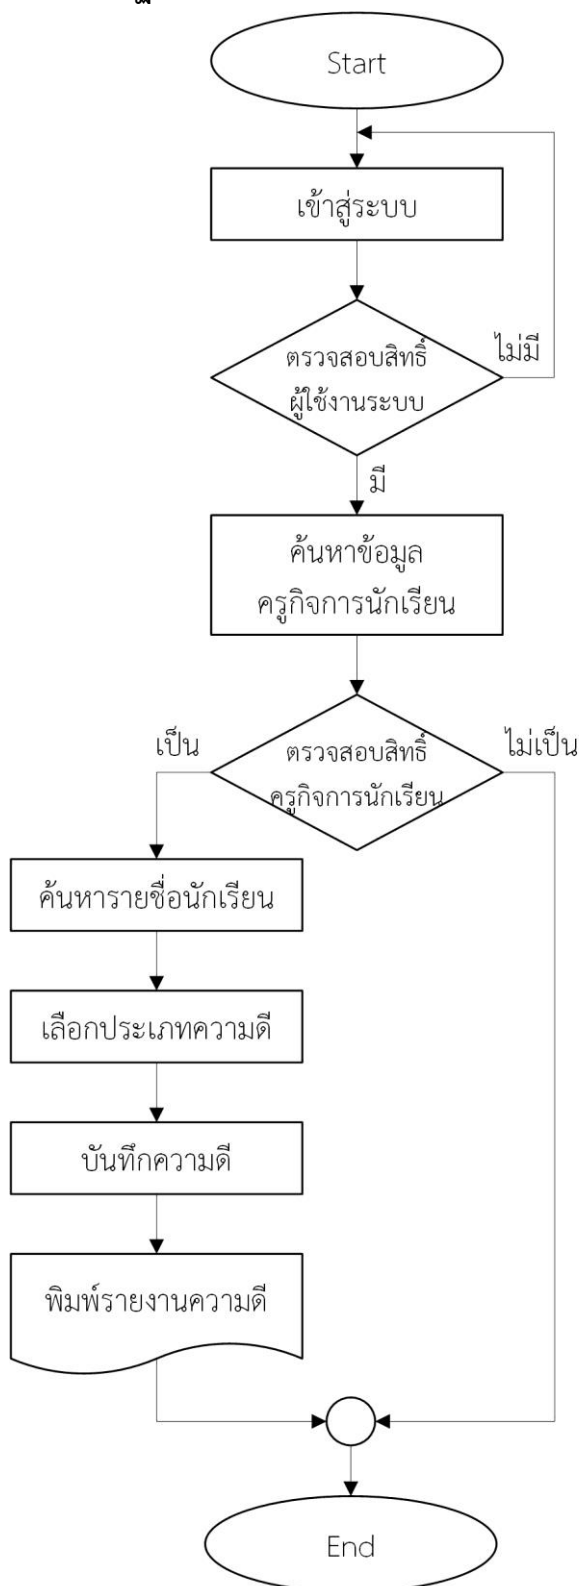 Start
เข้าสู่ระบบ
ตรวจสอบสิทธิ์
ผู้ใช้งานระบบ
ไม่มี
มี
ค้นหาข้อมูล
ครูกิจการนักเรียน
เป็น
ตรวจสอบสิทธิ์
ครูกิจการนักเรียน
ไม่เป็น
ค้นหารายชื่อนักเรียน
เลือกประเภทความดี
บันทึกความดี
พิมพ์รายงานความดี
End